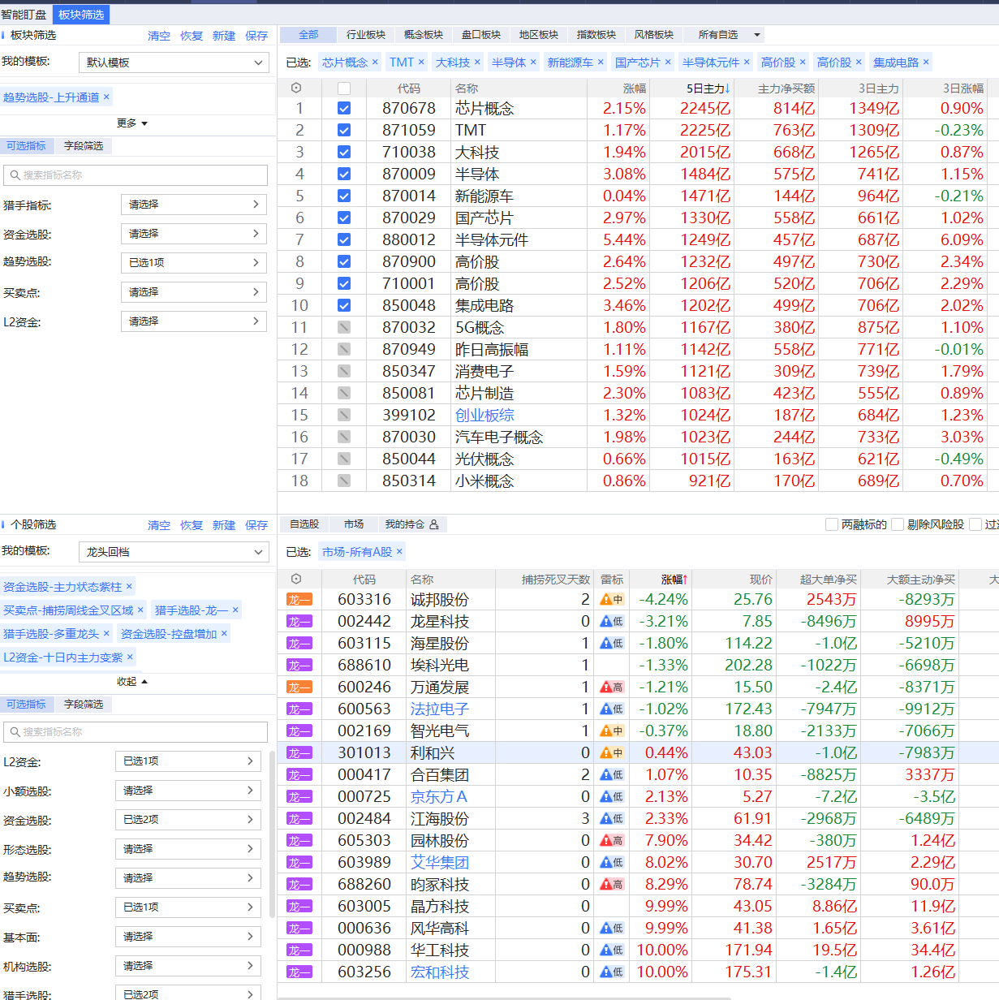 智能盯盘 板块筛选
板块筛选 清空 恢复 新建 保存
我的模板: 默认模板
趋势选股-上升通道 ×
更多
可选指标 字段筛选
搜索指标名称
猎手指标: 请选择
资金选股: 请选择
趋势选股: 已选1项
买卖点: 请选择
L2资金: 请选择
全部 行业板块 概念板块 盘口板块 地区板块 指数板块 风格板块 所有自选
已选: 芯片概念 × TMT × 大科技 × 半导体 × 新能源车 × 国产芯片 × 半导体元件 × 高价股 × 高价股 × 集成电路 ×
代码 名称 涨幅 5日主力↓ 主力净买额 3日主力 3日涨幅
1 870678 芯片概念 2.15% 2245亿 814亿 1349亿 0.90%
2 871059 TMT 1.17% 2225亿 763亿 1309亿 -0.23%
3 710038 大科技 1.94% 2015亿 668亿 1265亿 0.87%
4 870009 半导体 3.08% 1484亿 575亿 741亿 1.15%
5 870014 新能源车 0.04% 1471亿 144亿 964亿 -0.21%
6 870029 国产芯片 2.97% 1330亿 558亿 661亿 1.02%
7 880012 半导体元件 5.44% 1249亿 457亿 687亿 6.09%
8 870900 高价股 2.64% 1232亿 497亿 730亿 2.34%
9 710001 高价股 2.52% 1206亿 520亿 706亿 2.29%
10 850048 集成电路 3.46% 1202亿 499亿 706亿 2.02%
11 870032 5G概念 1.80% 1167亿 380亿 875亿 1.10%
12 870949 昨日高振幅 1.11% 1142亿 558亿 771亿 -0.01%
13 850347 消费电子 1.59% 1121亿 309亿 739亿 1.79%
14 850081 芯片制造 2.30% 1083亿 423亿 555亿 0.89%
15 399102 创业板综 1.32% 1024亿 187亿 684亿 1.23%
16 870030 汽车电子概念 1.98% 1023亿 244亿 733亿 3.03%
17 850044 光伏概念 0.66% 1015亿 163亿 621亿 -0.49%
18 850314 小米概念 0.86% 921亿 170亿 689亿 0.70%
个股筛选 清空 恢复 新建 保存
我的模板: 龙头回档
资金选股-主力状态紫柱 ×
买卖点-捕捞周线金叉区域 × 猎手选股-龙一 ×
猎手选股-多重龙头 × 资金选股-控盘增加 ×
L2资金-十日内主力变紫 ×
收起
可选指标 字段筛选
搜索指标名称
L2资金: 已选1项
小额选股: 请选择
资金选股: 已选2项
形态选股: 请选择
趋势选股: 请选择
买卖点: 已选1项
基本面: 请选择
机构选股: 请选择
猎手选股: 已选2项
自选股 市场 我的持仓 两融标的 剔除风险股 过
已选: 市场-所有A股 ×
代码 名称 捕捞死叉天数 雷标 涨幅↑ 现价 超大单净买 大额主动净买 大
龙一 603316 诚邦股份 2 中 -4.24% 25.76 2543万 -8293万
龙一 002442 龙星科技 0 低 -3.21% 7.85 -8496万 8995万
龙一 603115 海星股份 1 低 -1.80% 114.22 -1.0亿 -5210万
龙一 688610 埃科光电 1 -1.33% 202.28 -1022万 -6698万
龙一 600246 万通发展 1 高 -1.21% 15.50 -2.4亿 -8371万
龙一 600563 法拉电子 1 低 -1.02% 172.43 -7947万 -9912万
龙一 002169 智光电气 1 中 -0.37% 18.80 -2133万 -7066万
龙一 301013 利和兴 0 中 0.44% 43.03 -1.0亿 -7983万
龙一 000417 合百集团 2 低 1.07% 10.35 -8825万 3337万
龙一 000725 京东方A 0 低 2.13% 5.27 -7.2亿 -3.5亿
龙一 002484 江海股份 3 低 2.33% 61.91 -2968万 -6489万
龙一 605303 园林股份 0 高 7.90% 34.42 -380万 1.24亿
龙一 603989 艾华集团 0 低 8.02% 30.70 2517万 2.29亿
龙一 688260 昀冢科技 0 高 8.29% 78.74 -3284万 90.0万
龙一 603005 晶方科技 0 9.99% 43.05 8.86亿 11.9亿
龙一 000636 风华高科 0 低 9.99% 41.38 1.65亿 3.61亿
龙一 000988 华工科技 0 低 10.00% 171.94 19.5亿 34.4亿
龙一 603256 宏和科技 0 低 10.00% 175.31 -1.4亿 1.26亿